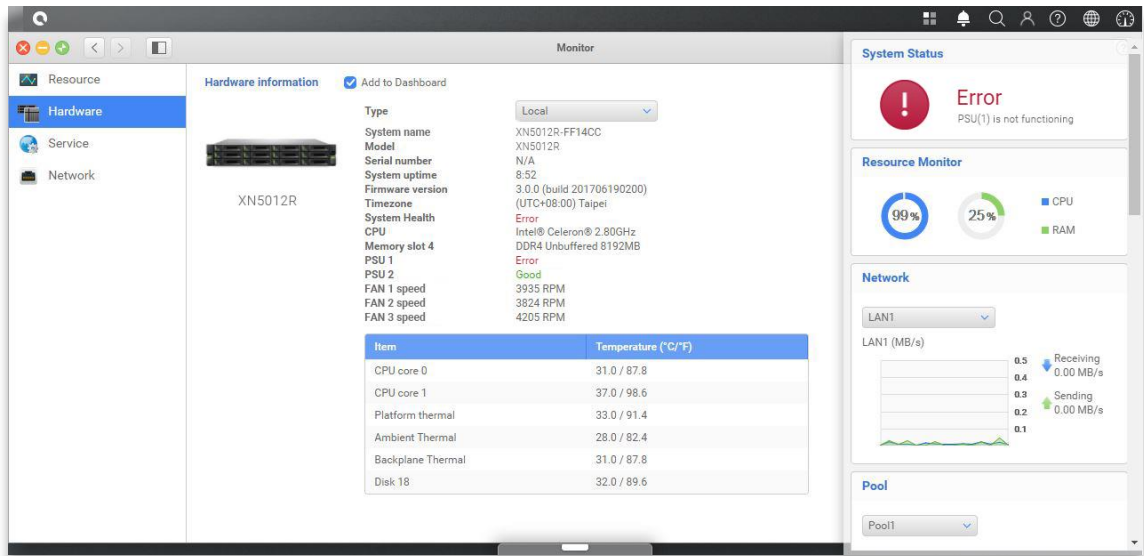 Monitor
Resource
Hardware
Service
Network
Hardware information
Add to Dashboard
XN5012R
Type Local
System name XN5012R-FF14CC
Model XN5012R
Serial number N/A
System uptime 8:52
Firmware version 3.0.0 (build 201706190200)
Timezone (UTC+08:00) Taipei
System Health Error
CPU Intel® Celeron® 2.80GHz
Memory slot 4 DDR4 Unbuffered 8192MB
PSU 1 Error
PSU 2 Good
FAN 1 speed 3935 RPM
FAN 2 speed 3824 RPM
FAN 3 speed 4205 RPM
Item Temperature (°C/°F)
CPU core 0 31.0 / 87.8
CPU core 1 37.0 / 98.6
Platform thermal 33.0 / 91.4
Ambient Thermal 28.0 / 82.4
Backplane Thermal 31.0 / 87.8
Disk 18 32.0 / 89.6
System Status
Error
PSU(1) is not functioning
Resource Monitor
99%
25%
CPU
RAM
Network
LAN1
LAN1 (MB/s)
0.5
0.4
0.3
0.2
0.1
Receiving
0.00 MB/s
Sending
0.00 MB/s
Pool
Pool1